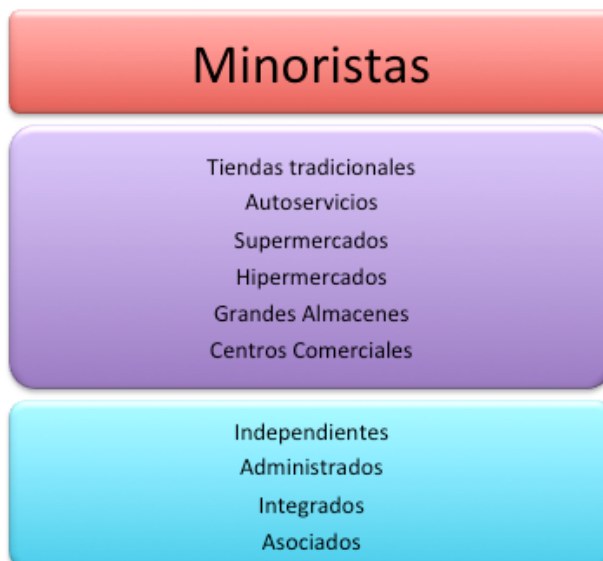 Minoristas
Tiendas tradicionales
Autoservicios
Supermercados
Hipermercados
Grandes Almacenes
Centros Comerciales
Independientes
Administrados
Integrados
Asociados